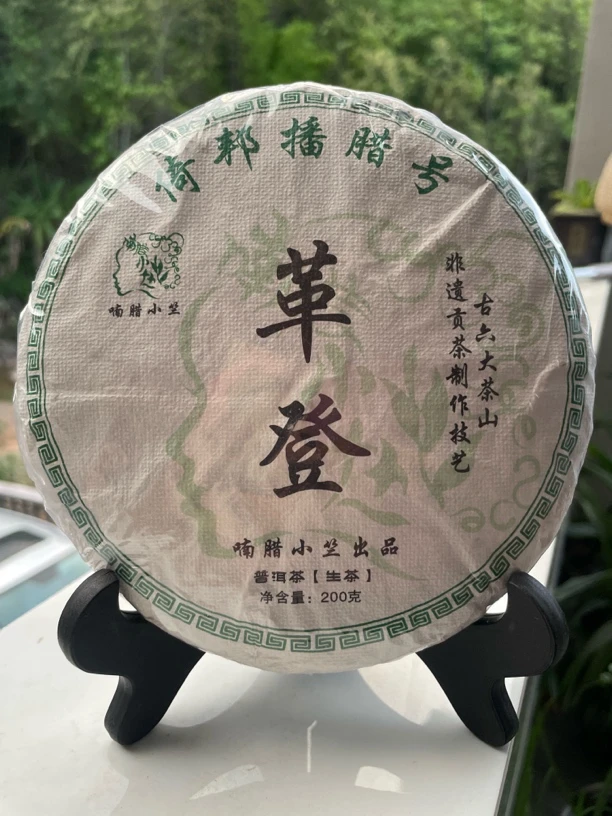 倚邦播腊号
喃腊小竺
革登
古六大茶山
非遗贡茶制作技艺
喃腊小竺出品
普洱茶【生茶】
净含量：200克